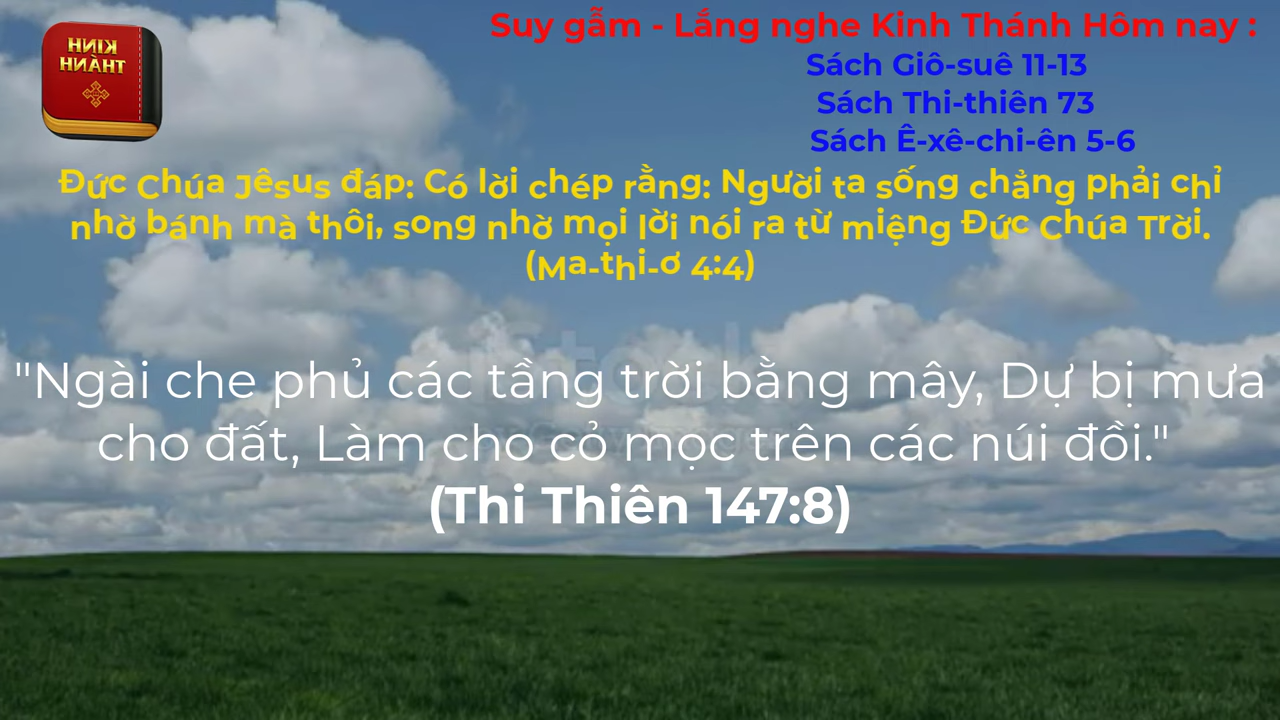 KINH
THÁNH
Suy gẫm - Lắng nghe Kinh Thánh Hôm nay :
Sách Giô-suê 11-13
Sách Thi-thiên 73
Sách Ê-xê-chi-ên 5-6
Đức Chúa Jêsus đáp: Có lời chép rằng: Người ta sống chẳng phải chỉ
nhờ bánh mà thôi, song nhờ mọi lời nói ra từ miệng Đức Chúa Trời.
(Ma-thi-ơ 4:4)
"Ngài che phủ các tầng trời bằng mây, Dự bị mưa
cho đất, Làm cho cỏ mọc trên các núi đồi."
(Thi Thiên 147:8)